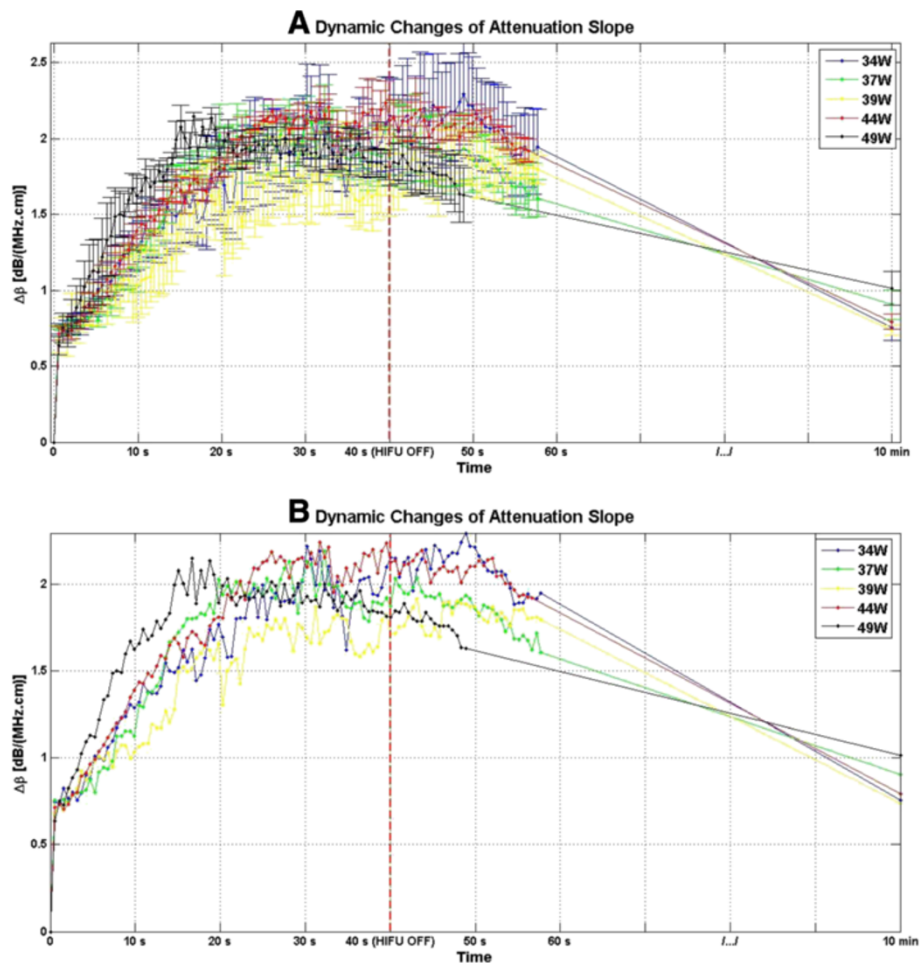 A Dynamic Changes of Attenuation Slope
2.5
2
1.5
1
0.5
0
Δβ [dB/(MHz.cm)]
34W
37W
39W
44W
49W
0 10 s 20 s 30 s 40 s (HIFU OFF) 50 s 60 s /.../ 10 min
Time
B Dynamic Changes of Attenuation Slope
2
1.5
1
0.5
0
Δβ [dB/(MHz.cm)]
34W
37W
39W
44W
49W
0 10 s 20 s 30 s 40 s (HIFU OFF) 50 s 60 s /.../ 10 min
Time